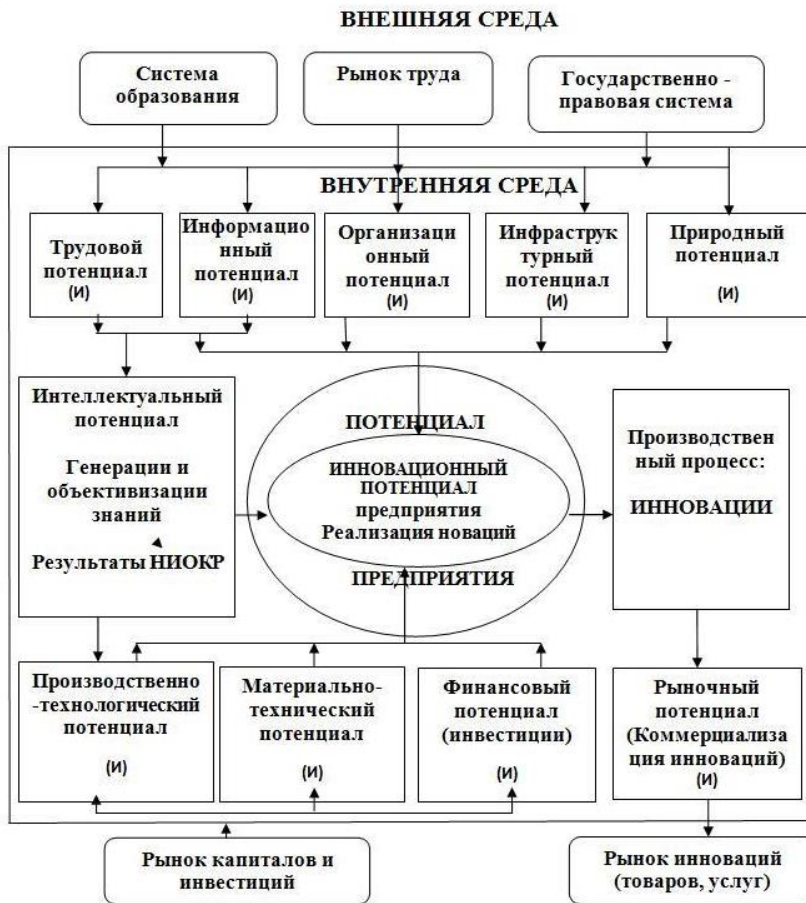 ВНЕШНЯЯ СРЕДА
Система
образования
Рынок труда
Государственно -
правовая система
ВНУТРЕННЯЯ СРЕДА
Трудовой
потенциал
(И)
Информацио
нный
потенциал
(И)
Организаци
онный
потенциал
(И)
Инфраструк
турный
потенциал
(И)
Природный
потенциал
(И)
Интеллектуальный
потенциал
Генерации и
объективизации
знаний
Результаты НИОКР
ПОТЕНЦИАЛ
ИННОВАЦИОННЫЙ
ПОТЕНЦИАЛ
предприятия
Реализация новаций
ПРЕДПРИЯТИЯ
Производствен
ный процесс:
ИННОВАЦИИ
Производственно
-технологический
потенциал
(И)
Материально-
технический
потенциал
(И)
Финансовый
потенциал
(инвестиции)
(И)
Рыночный
потенциал
(Коммерциализа
ция инноваций)
(И)
Рынок капиталов и
инвестиций
Рынок инноваций
(товаров, услуг)